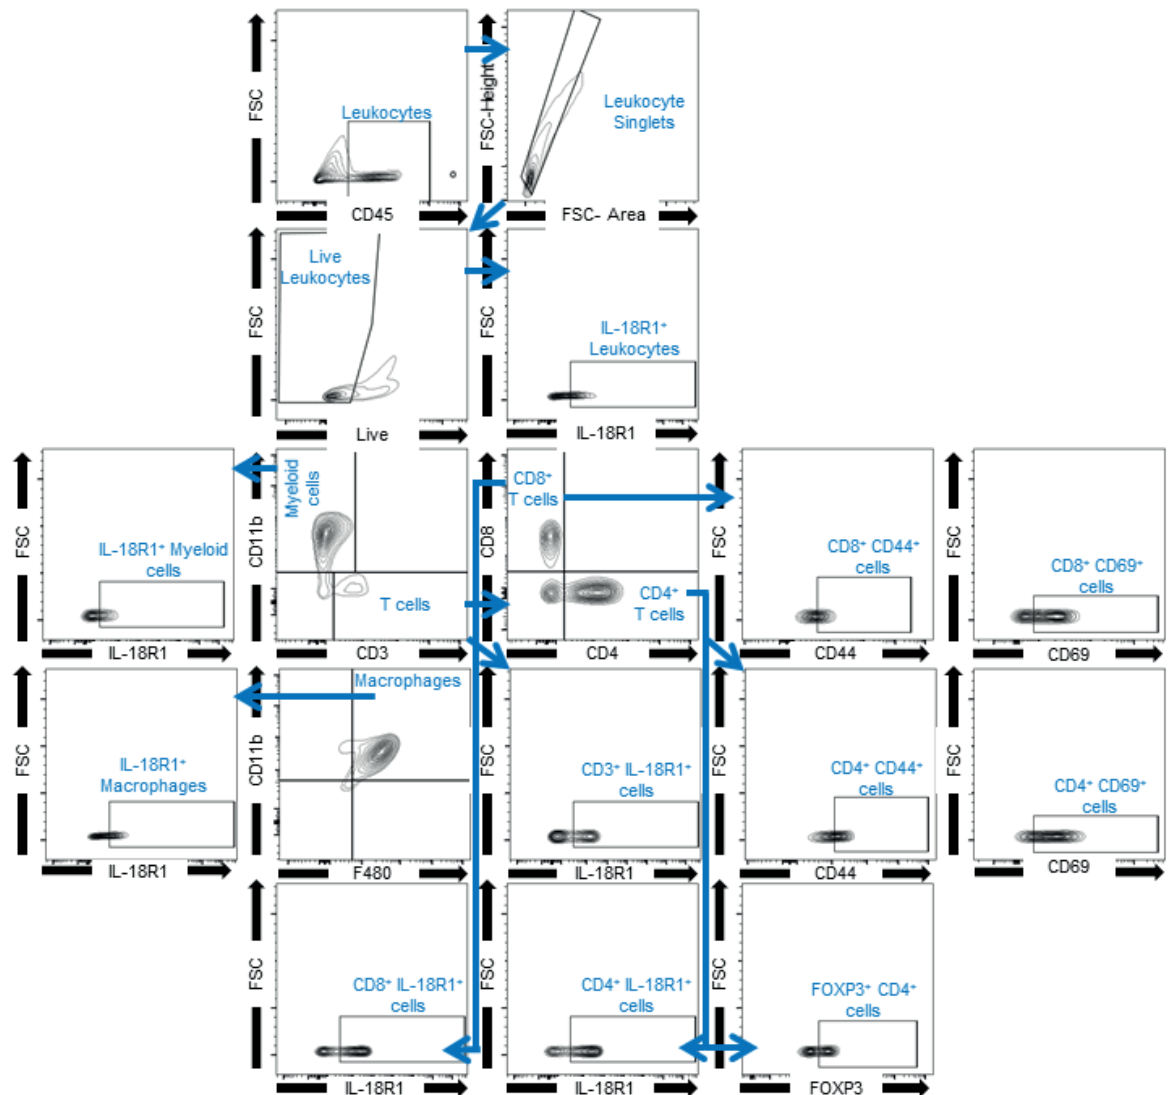 FSC
Leukocytes
CD45
FSC-Height
Leukocyte
Singlets
FSC- Area
FSC
Live
Leukocytes
Live
FSC
IL-18R1⁺
Leukocytes
IL-18R1
FSC
IL-18R1⁺ Myeloid
cells
IL-18R1
CD11b
Myeloid
cells
T cells
CD3
CD8
CD8⁺
T cells
CD4⁺
T cells
CD4
FSC
CD8⁺ CD44⁺
cells
CD44
FSC
CD8⁺ CD69⁺
cells
CD69
FSC
IL-18R1⁺
Macrophages
IL-18R1
CD11b
Macrophages
F480
FSC
CD3⁺ IL-18R1⁺
cells
IL-18R1
FSC
CD4⁺ CD44⁺
cells
CD44
FSC
CD4⁺ CD69⁺
cells
CD69
FSC
CD8⁺ IL-18R1⁺
cells
IL-18R1
FSC
CD4⁺ IL-18R1⁺
cells
IL-18R1
FSC
FOXP3⁺ CD4⁺
cells
FOXP3